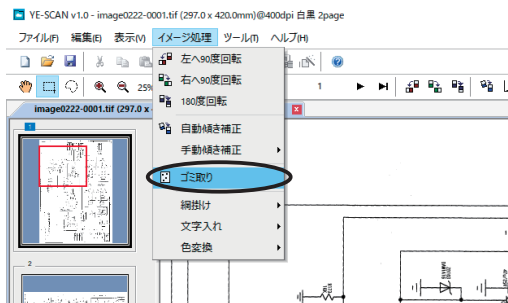 YE-SCAN v1.0 - image0222-0001.tif (297.0 x 420.0mm)@400dpi 白黒 2page
ファイル(F) 編集(E) 表示(V) イメージ処理 ツール(T) ヘルプ(H)
左へ90度回転
右へ90度回転
25%
1
180度回転
image0222-0001.tif (297.0 x
1
自動傾き補正
手動傾き補正
ゴミ取り
網掛け
文字入れ
色変換
2